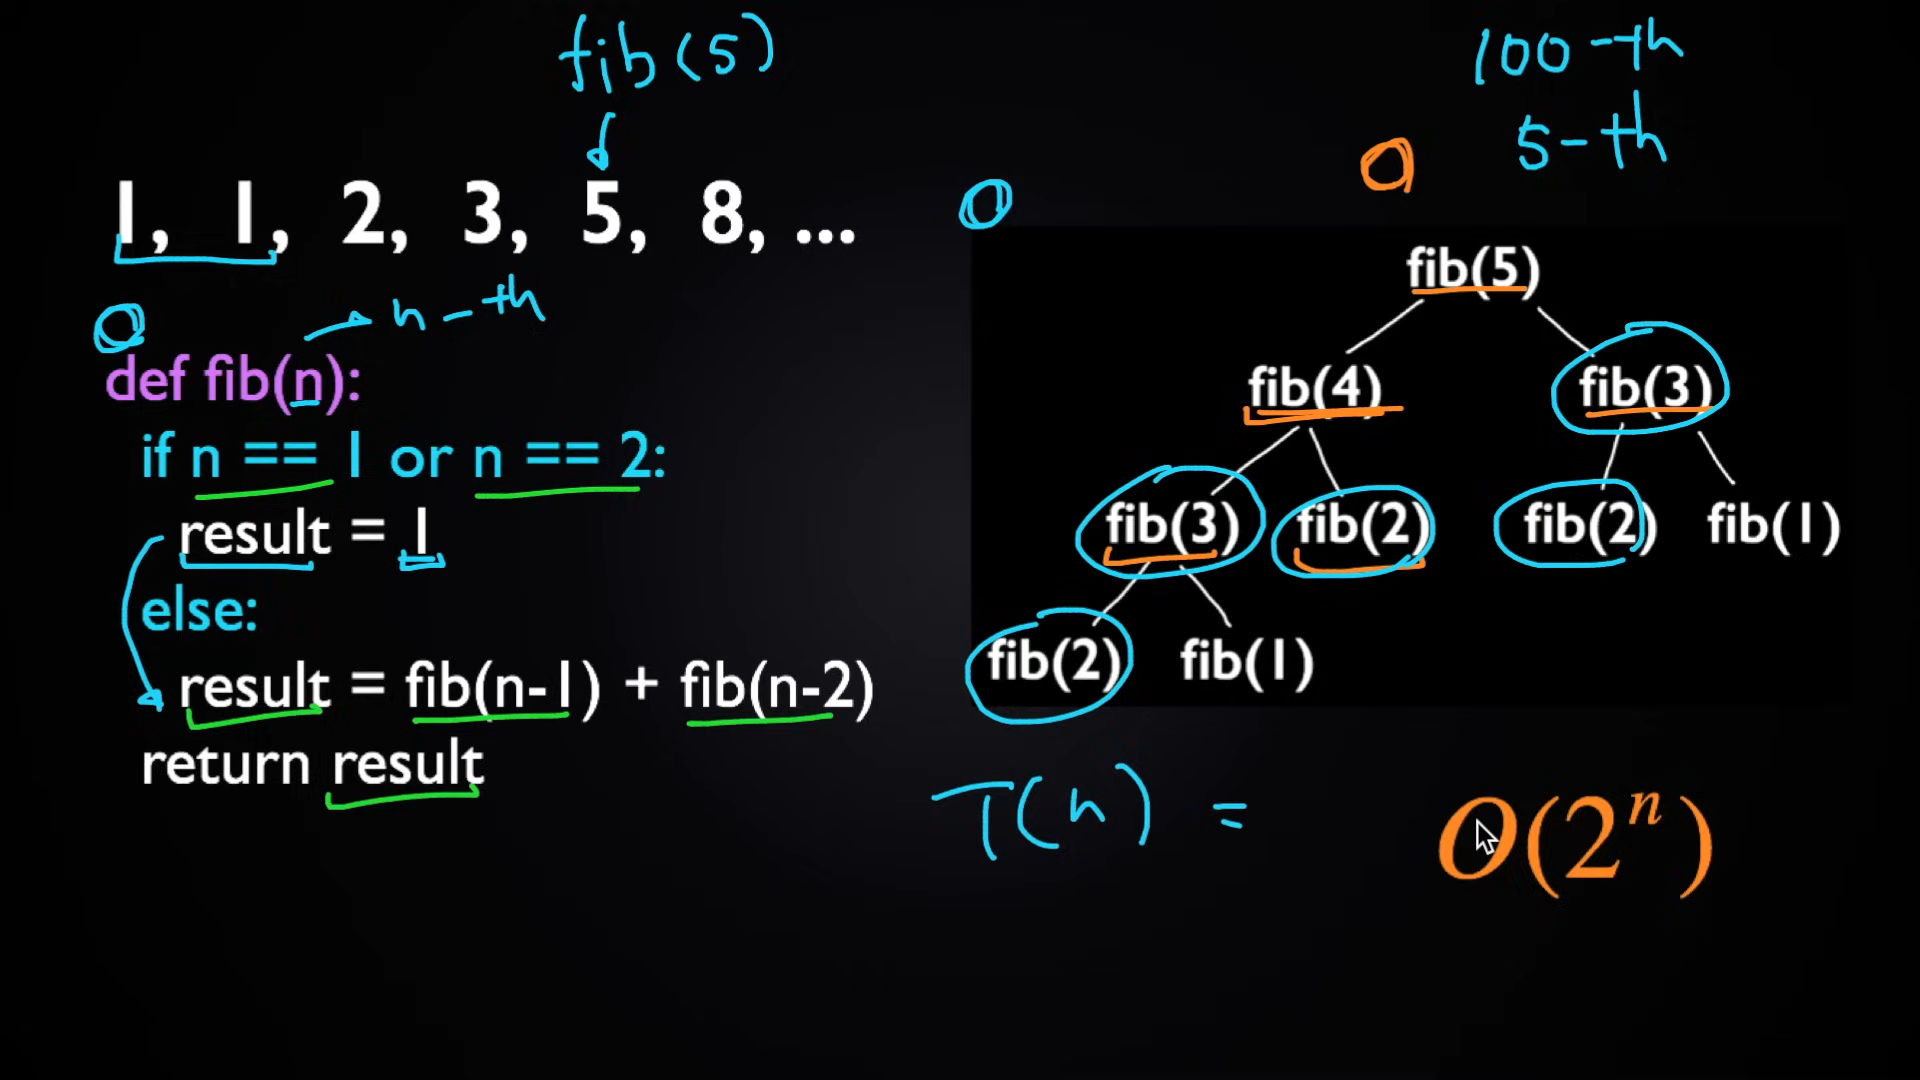 fib(5)
100-th
5-th
1, 1, 2, 3, 5, 8, ...
n-th
def fib(n):
if n == 1 or n == 2:
result = 1
else:
result = fib(n-1) + fib(n-2)
return result
fib(5)
fib(4) fib(3)
fib(3) fib(2) fib(2) fib(1)
fib(2) fib(1)
T(n) = O(2^n)